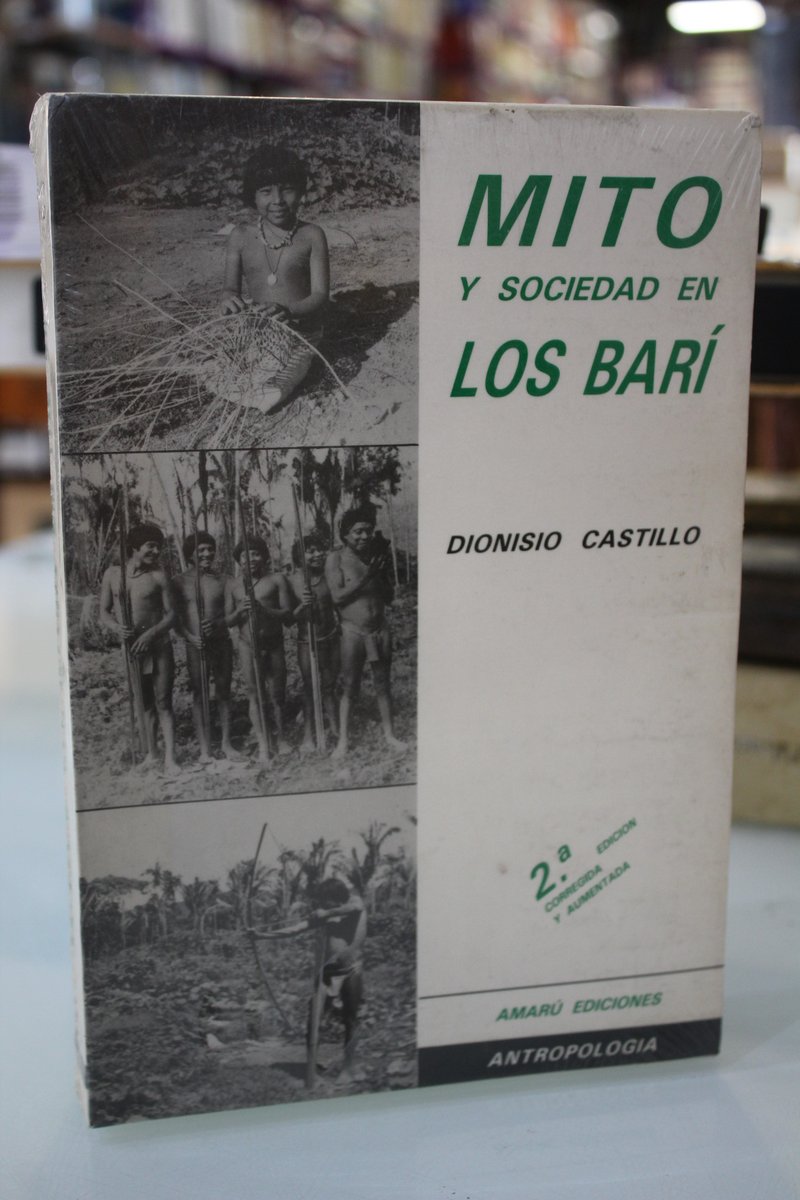 MITO
Y SOCIEDAD EN
LOS BARÍ
DIONISIO CASTILLO
2.ª EDICION
CORREGIDA
Y AUMENTADA
AMARÚ EDICIONES
ANTROPOLOGIA